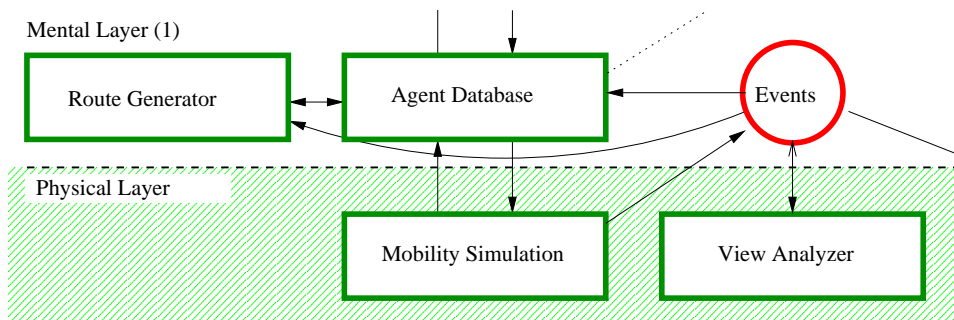 Mental Layer (1)
Route Generator
Agent Database
Events
Physical Layer
Mobility Simulation
View Analyzer